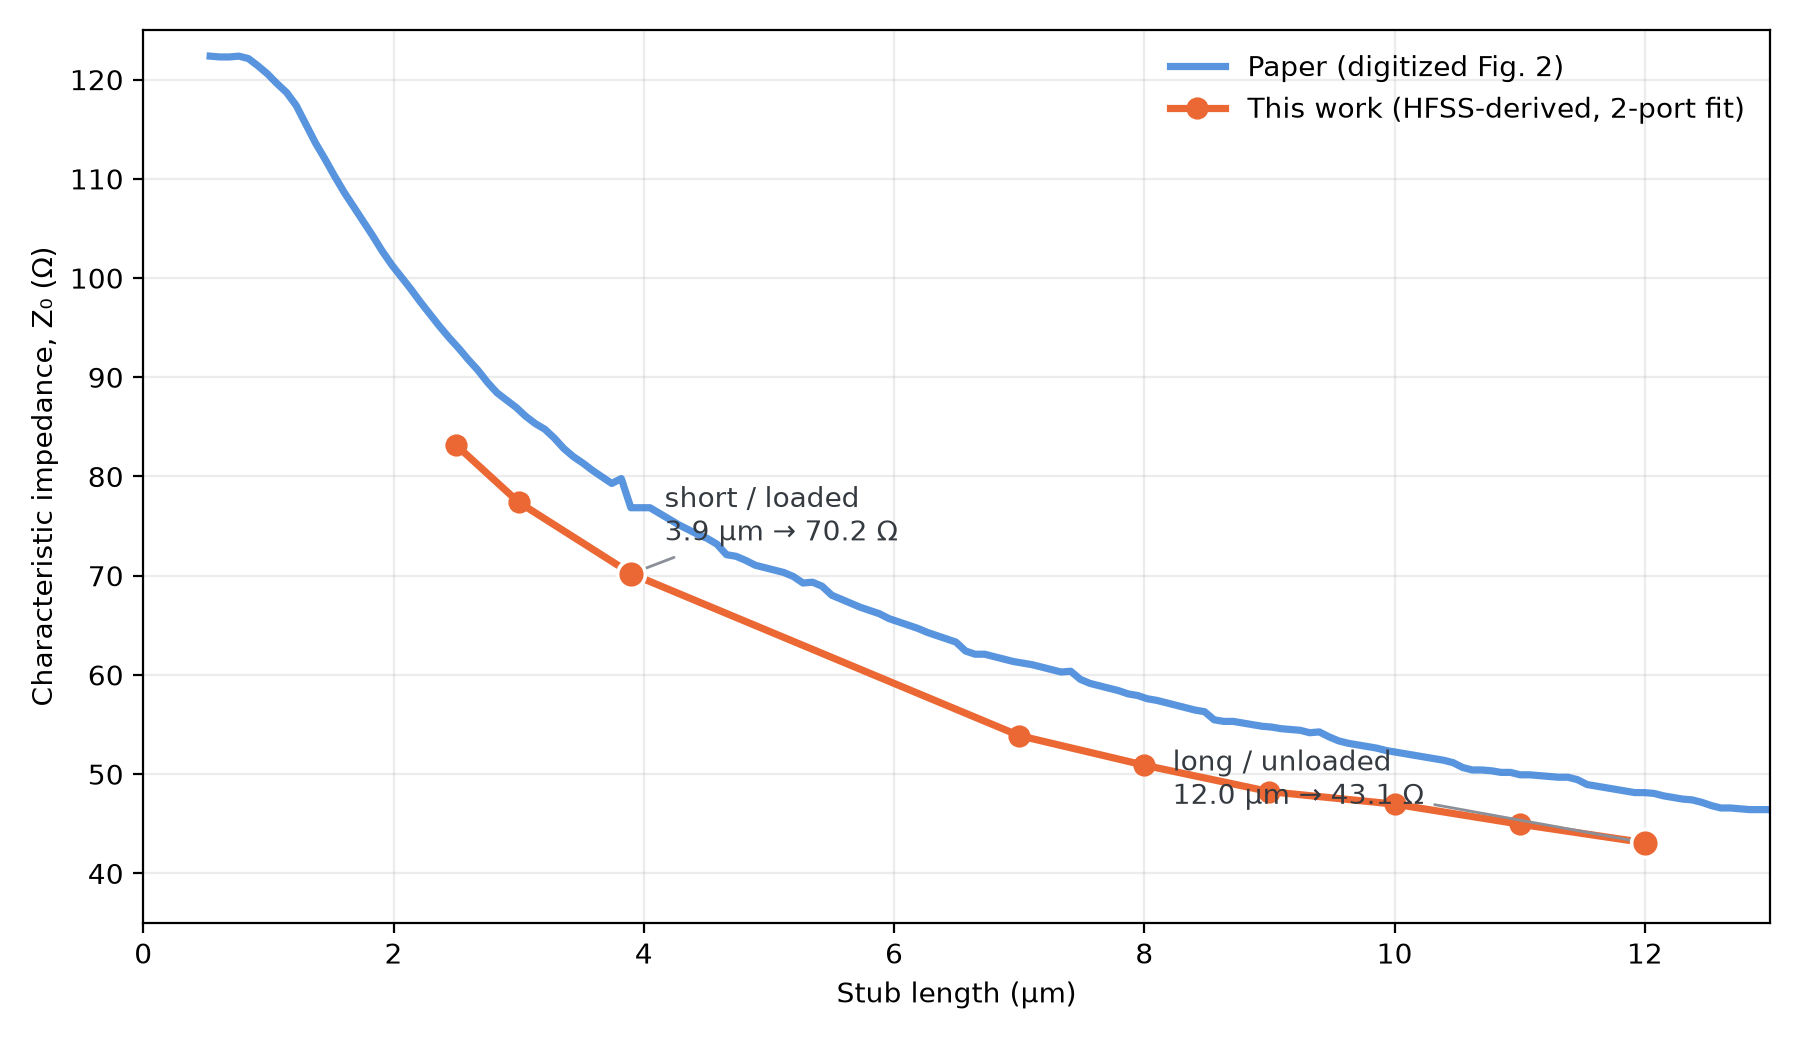 Paper (digitized Fig. 2)
This work (HFSS-derived, 2-port fit)
Characteristic impedance, Z₀ (Ω)
120
110
100
90
80
70
60
50
40
short / loaded
3.9 µm → 70.2 Ω
long / unloaded
12.0 µm → 43.1 Ω
0 2 4 6 8 10 12
Stub length (µm)